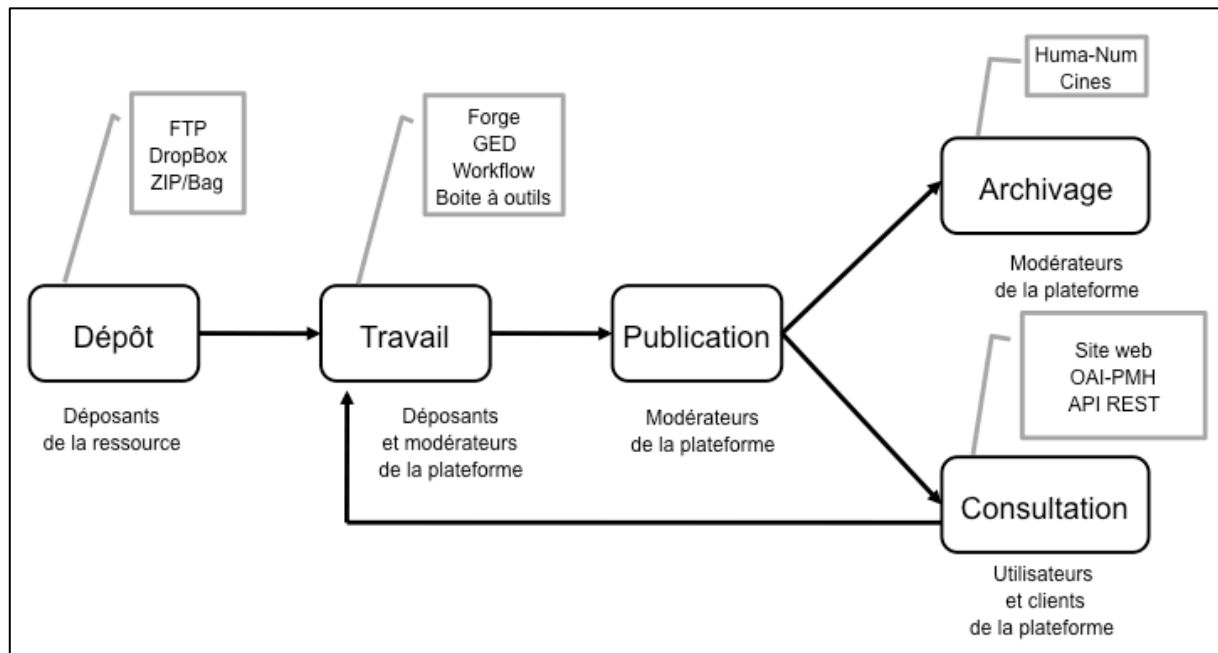 FTP
DropBox
ZIP/Bag
Dépôt
Déposants
de la ressource
Forge
GED
Workflow
Boite à outils
Travail
Déposants
et modérateurs
de la plateforme
Publication
Modérateurs
de la plateforme
Huma-Num
Cines
Archivage
Modérateurs
de la plateforme
Site web
OAI-PMH
API REST
Consultation
Utilisateurs
et clients
de la plateforme